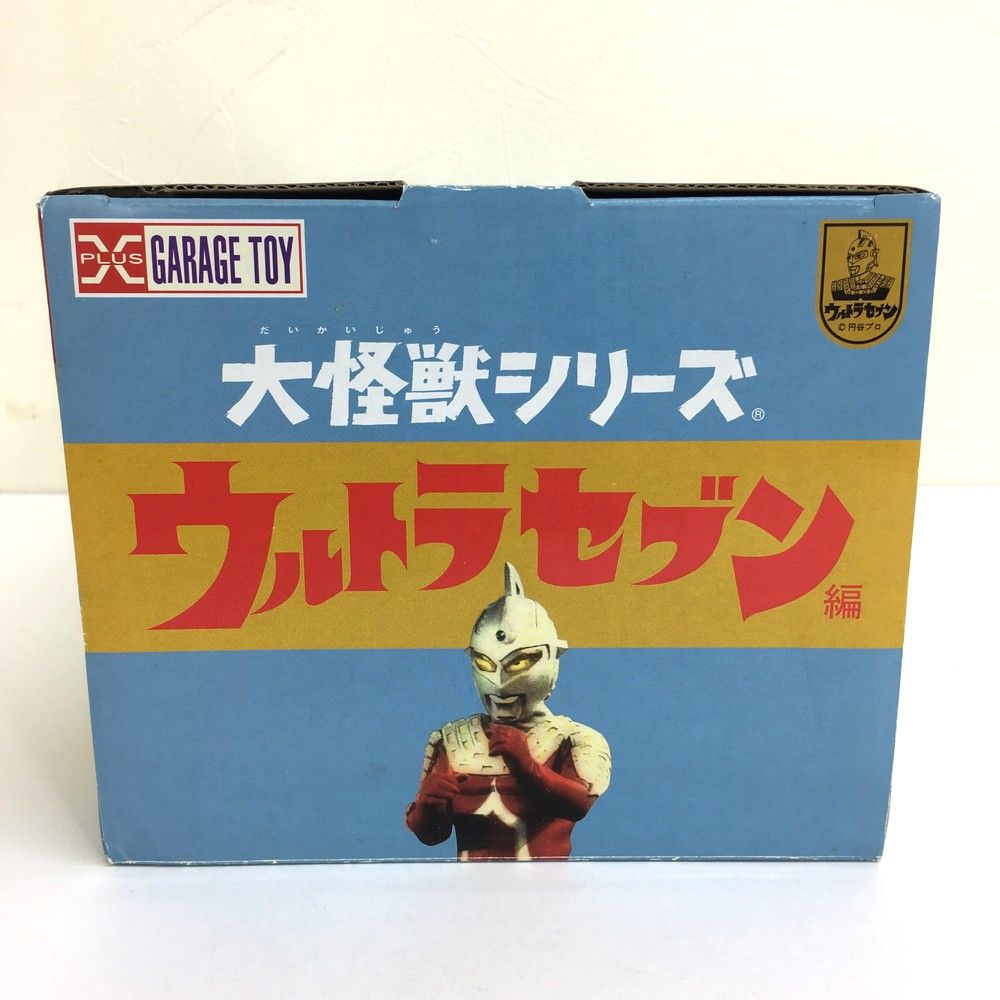 X PLUS GARAGE TOY
ウルトラセブン
© 円谷プロ
だいかいじゅう
大怪獣シリーズ®
ウルトラセブン編